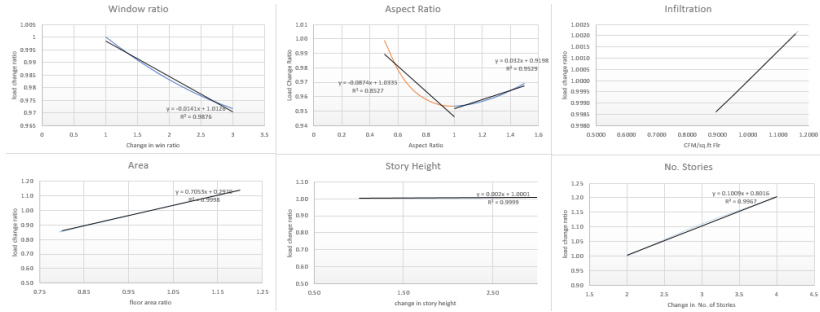 Window ratio
load change ratio
1.005
1
0.995
0.99
0.985
0.98
0.975
0.97
0.965
y = -0.0141x + 1.0126
R² = 0.9876
0 0.5 1 1.5 2 2.5 3 3.5
Change in win ratio
Aspect Ratio
Load Change Ratio
1.01
1.00
0.99
0.98
0.97
0.96
0.95
0.94
y = 0.032x + 0.9198
R² = 0.9529
y = -0.0874x + 1.0335
R² = 0.8527
0 0.2 0.4 0.6 0.8 1 1.2 1.4 1.6
Aspect Ratio
Infiltration
load change ratio
1.0025
1.0020
1.0015
1.0010
1.0005
1.0000
0.9995
0.9990
0.9985
0.9980
0.5000 0.6000 0.7000 0.8000 0.9000 1.0000 1.1000 1.2000
CFM/sq.ft Flr
Area
load change ratio
1.20
1.10
1.00
0.90
0.80
0.70
0.60
0.50
y = 0.7053x + 0.2970
R² = 0.9998
0.75 0.85 0.95 1.05 1.15 1.25
floor area ratio
Story Height
load change ratio
1.10
1.00
0.90
0.80
0.70
0.60
0.50
y = 0.002x + 1.0001
R² = 0.9999
0.50 1.50 2.50
change in story height
No. Stories
load change ratio
1.25
1.20
1.15
1.10
1.05
1.00
0.95
0.90
y = 0.1009x + 0.8016
R² = 0.9967
1.5 2 2.5 3 3.5 4 4.5
Change in No. of Stories